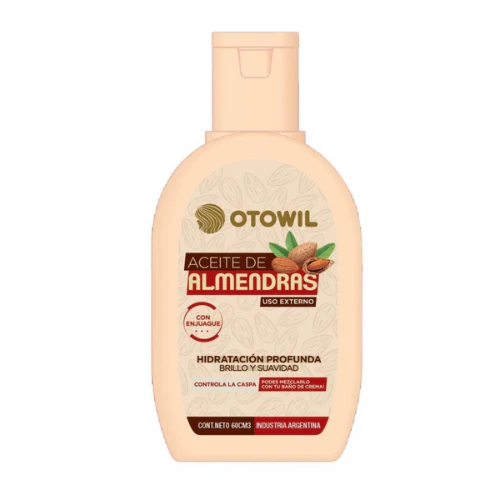 OTOWIL
ACEITE DE
ALMENDRAS
USO EXTERNO
CON
ENJUAGUE
HIDRATACIÓN PROFUNDA
BRILLO Y SUAVIDAD
CONTROLA LA CASPA
PODES MEZCLARLO
CON TU BAÑO DE CREMA!
CONT.NETO 60CM3
INDUSTRIA ARGENTINA